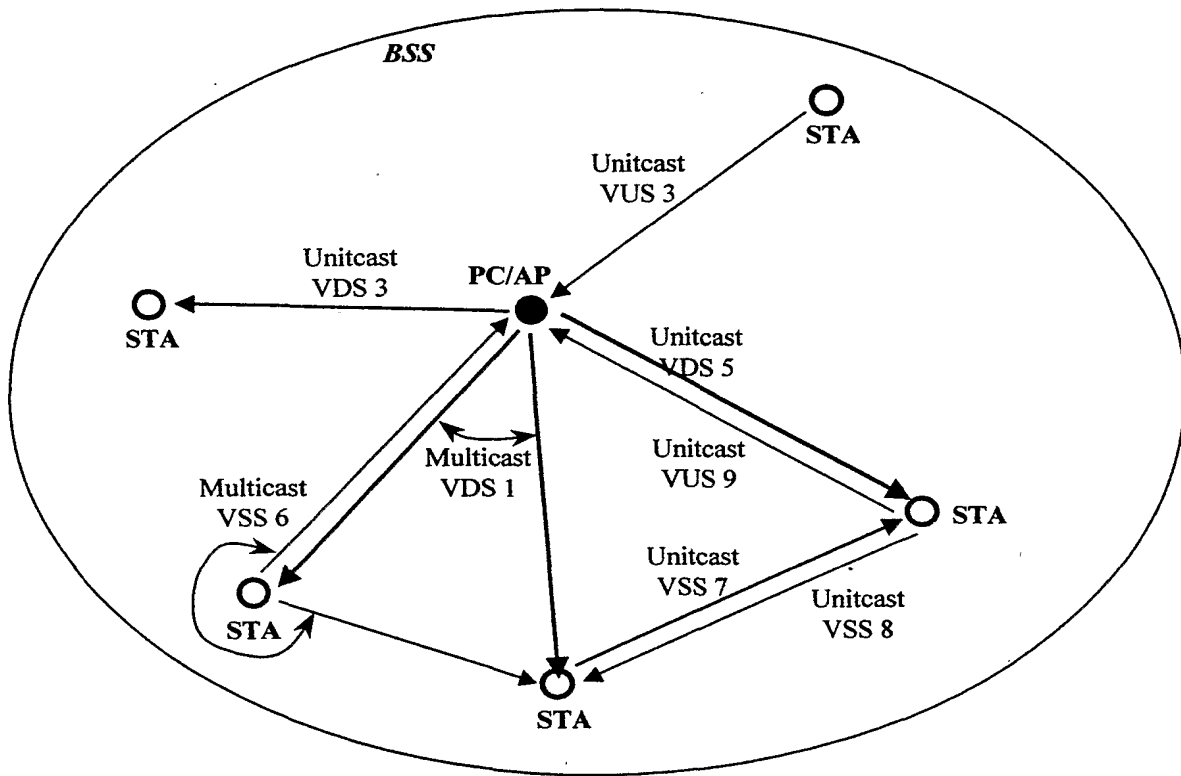 BSS
STA
Unitcast
VUS 3
Unitcast
VDS 3
PC/AP
STA
Unitcast
VDS 5
Multicast
VDS 1
Unitcast
VUS 9
Multicast
VSS 6
STA
Unitcast
VSS 7
Unitcast
VSS 8
STA
STA